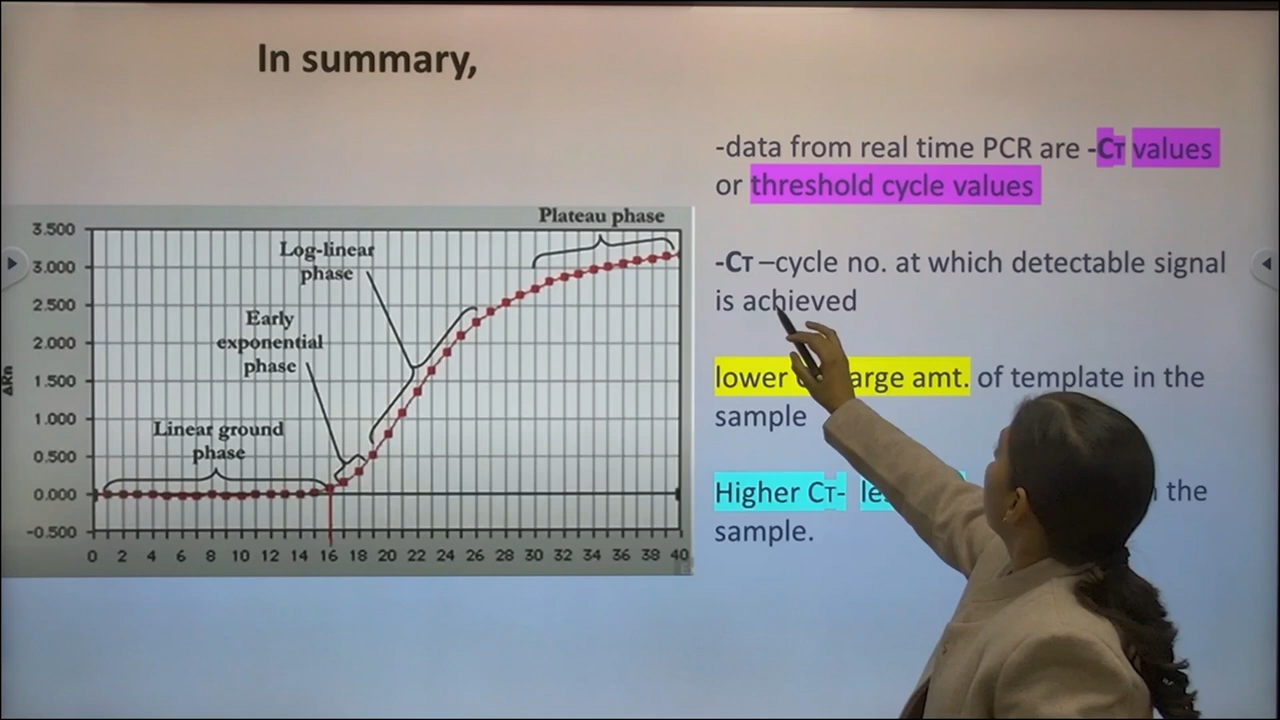 In summary,
-data from real time PCR are -CT values
or threshold cycle values
-CT –cycle no. at which detectable signal
is achieved
lower arge amt. of template in the
sample
Higher CT- le the
sample.
Plateau phase
Log-linear
phase
Early
exponential
phase
Linear ground
phase
ΔRn
3.500
3.000
2.500
2.000
1.500
1.000
0.500
0.000
-0.500
0 2 4 6 8 10 12 14 16 18 20 22 24 26 28 30 32 34 36 38 40